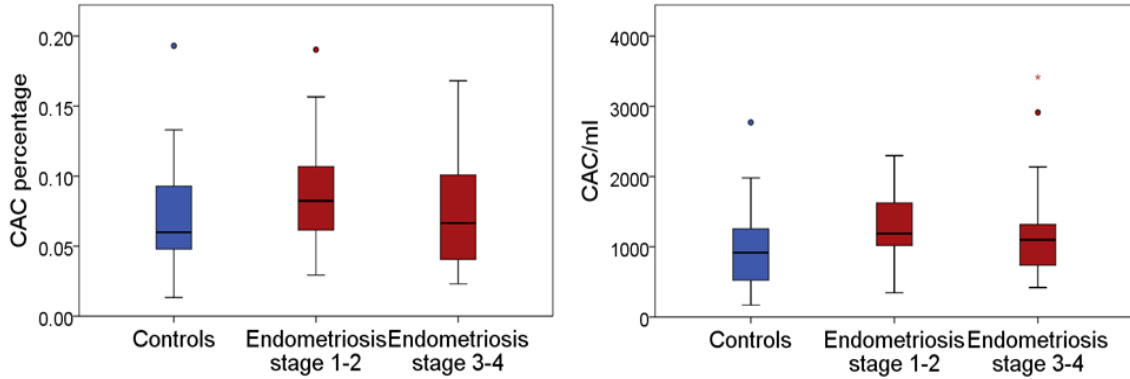 CAC percentage
0.20
0.15
0.10
0.05
0.00
Controls
Endometriosis
stage 1-2
Endometriosis
stage 3-4
CAC/ml
4000
3000
2000
1000
0
*
Controls
Endometriosis
stage 1-2
Endometriosis
stage 3-4